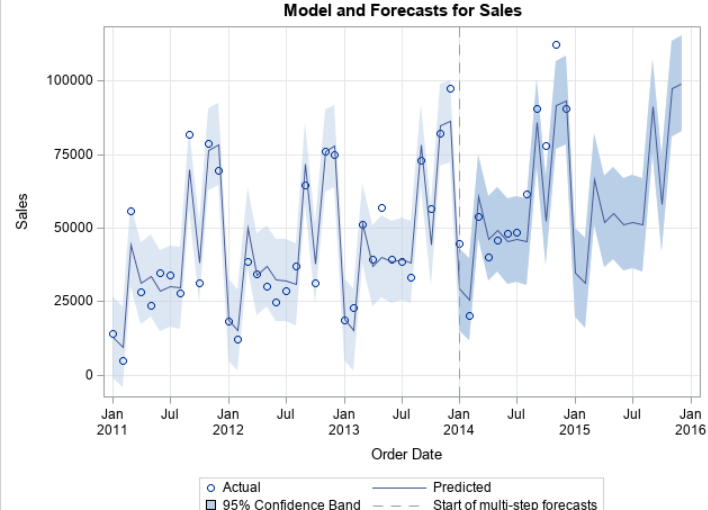 Model and Forecasts for Sales
100000
75000
50000
25000
0
Sales
Jan Jul Jan Jul Jan Jul Jan Jul Jan Jul Jan
2011 2012 2013 2014 2015 2016
Order Date
Actual Predicted
95% Confidence Band Start of multi-step forecasts